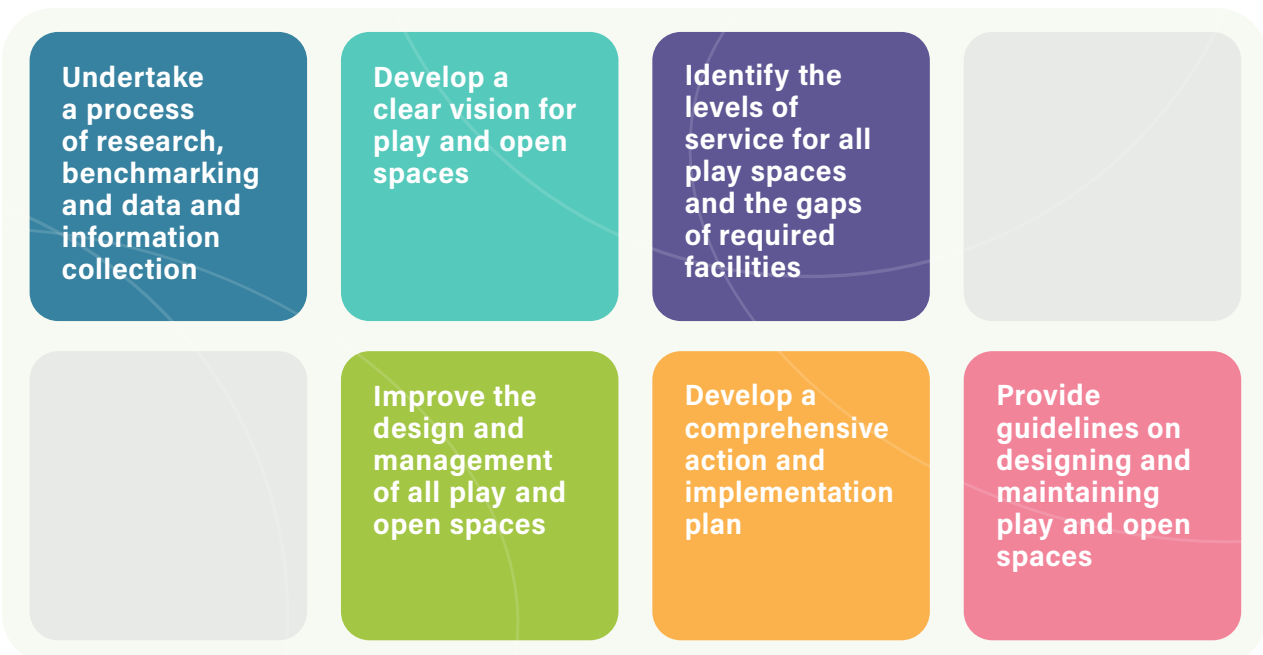 Undertake
a process
of research,
benchmarking
and data and
information
collection
Develop a
clear vision for
play and open
spaces
Identify the
levels of
service for all
play spaces
and the gaps
of required
facilities
Improve the
design and
management
of all play and
open spaces
Develop a
comprehensive
action and
implementation
plan
Provide
guidelines on
designing and
maintaining
play and open
spaces